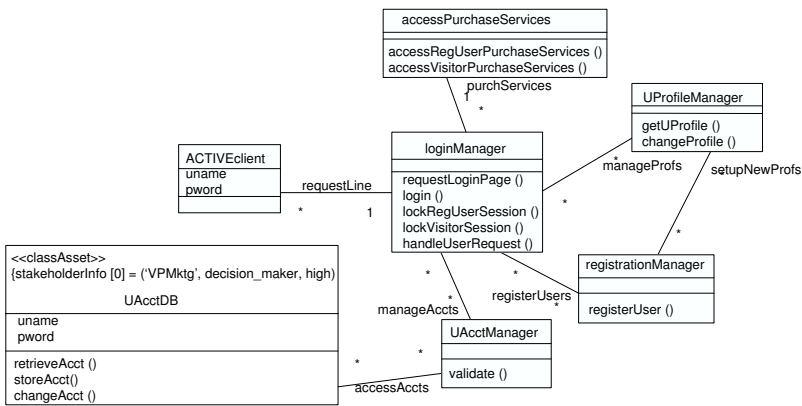 accessPurchaseServices
accessRegUserPurchaseServices ()
accessVisitorPurchaseServices ()
purchServices
1
*
UProfileManager
getUProfile ()
changeProfile ()
loginManager
requestLoginPage ()
login ()
lockRegUserSession ()
lockVisitorSession ()
handleUserRequest ()
ACTIVEclient
uname
pword
requestLine
*
1
*
manageProfs
*
*
setupNewProfs
*
registrationManager
registerUser ()
*
registerUsers
*
*
*
manageAccts
UAcctManager
validate ()
<<classAsset>>
{stakeholderInfo [0] = (‘VPMktg’, decision_maker, high)
UAcctDB
uname
pword
retrieveAcct ()
storeAcct()
changeAcct ()
*
*
accessAccts